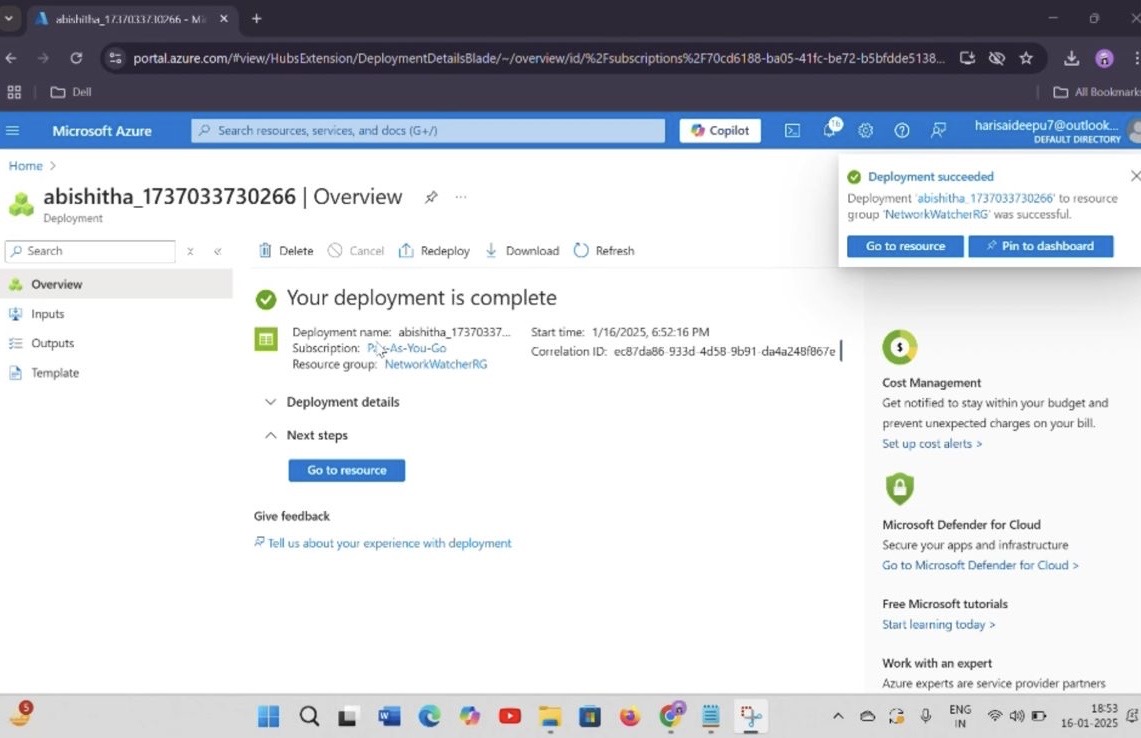 abishitha_1737033730266 - Mi
portal.azure.com/#view/HubsExtension/DeploymentDetailsBlade/~/overview/id/%2Fsubscriptions%2F70cd6188-ba05-41fc-be72-b5bfdde5138...
Dell
All Bookmark
Microsoft Azure
Search resources, services, and docs (G+/)
Copilot
16
harisaideepu7@outlook...
DEFAULT DIRECTORY
Home
abishitha_1737033730266 | Overview
Deployment
Deployment succeeded
Deployment 'abishitha_1737033730266' to resource
group 'NetworkWatcherRG' was successful.
Go to resource
Pin to dashboard
Search
Delete
Cancel
Redeploy
Download
Refresh
Overview
Inputs
Outputs
Template
Your deployment is complete
Deployment name: abishitha_17370337...
Subscription: Pay-As-You-Go
Resource group: NetworkWatcherRG
Start time: 1/16/2025, 6:52:16 PM
Correlation ID: ec87da86-933d-4d58-9b91-da4a248f867e
Deployment details
Next steps
Go to resource
Give feedback
Tell us about your experience with deployment
$
Cost Management
Get notified to stay within your budget and
prevent unexpected charges on your bill.
Set up cost alerts >
Microsoft Defender for Cloud
Secure your apps and infrastructure
Go to Microsoft Defender for Cloud >
Free Microsoft tutorials
Start learning today >
Work with an expert
Azure experts are service provider partners
5
ENG
IN
18:53
16-01-2025